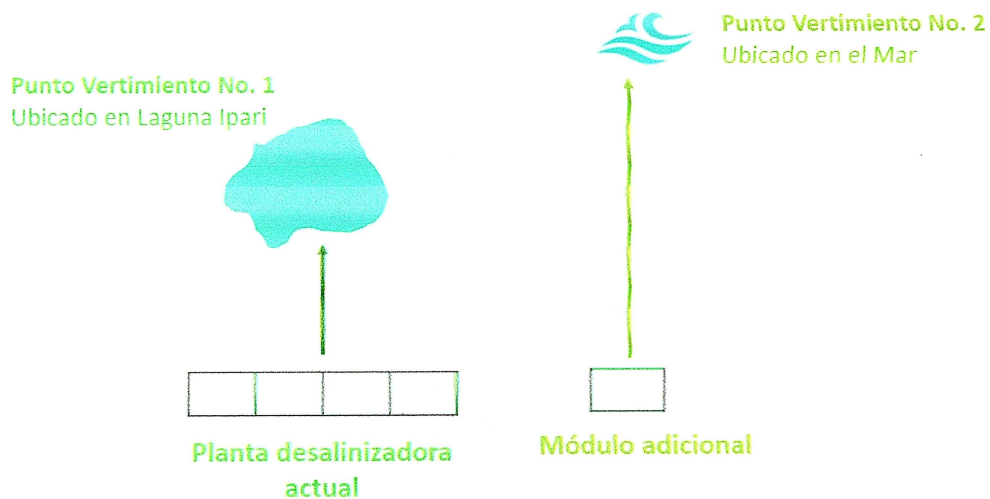 Punto Vertimiento No. 1
Ubicado en Laguna Ipari
Punto Vertimiento No. 2
Ubicado en el Mar
Planta desalinizadora
actual
Módulo adicional